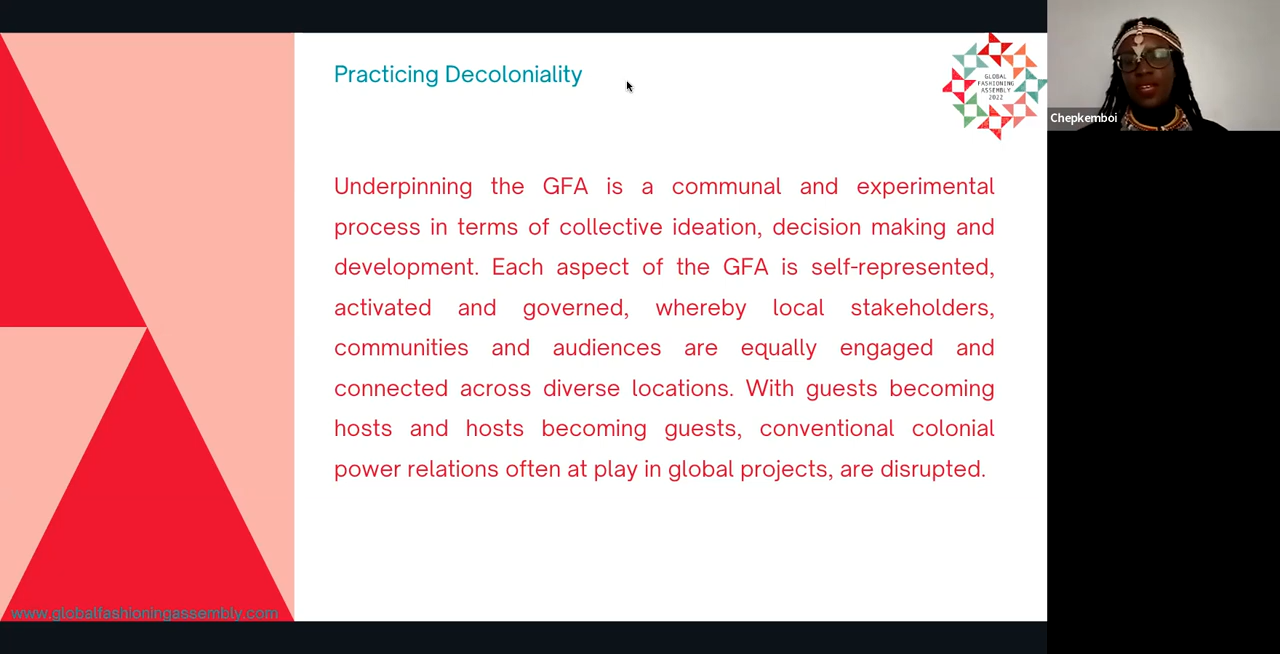 Practicing Decoloniality
GLOBAL
FASHIONING
ASSEMBLY
2022
Chepkemboi
Underpinning the GFA is a communal and experimental
process in terms of collective ideation, decision making and
development. Each aspect of the GFA is self-represented,
activated and governed, whereby local stakeholders,
communities and audiences are equally engaged and
connected across diverse locations. With guests becoming
hosts and hosts becoming guests, conventional colonial
power relations often at play in global projects, are disrupted.
www.globalfashioningassembly.com